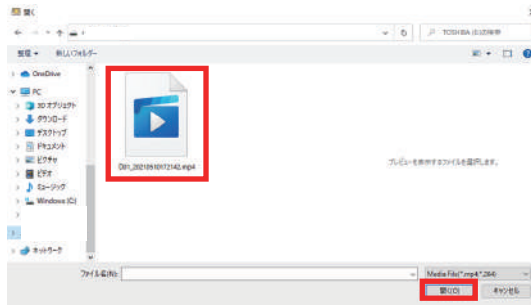 開く
TOSHIBA (E:)の検索
整理
新しいフォルダー
OneDrive
PC
3D オブジェクト
ダウンロード
デスクトップ
ドキュメント
ピクチャ
ビデオ
ミュージック
Windows (C:)
ネットワーク
プレビューを表示するファイルを選択します。
ファイル名(N):
Media File(*.mp4;*.264)
開く(O)
キャンセル